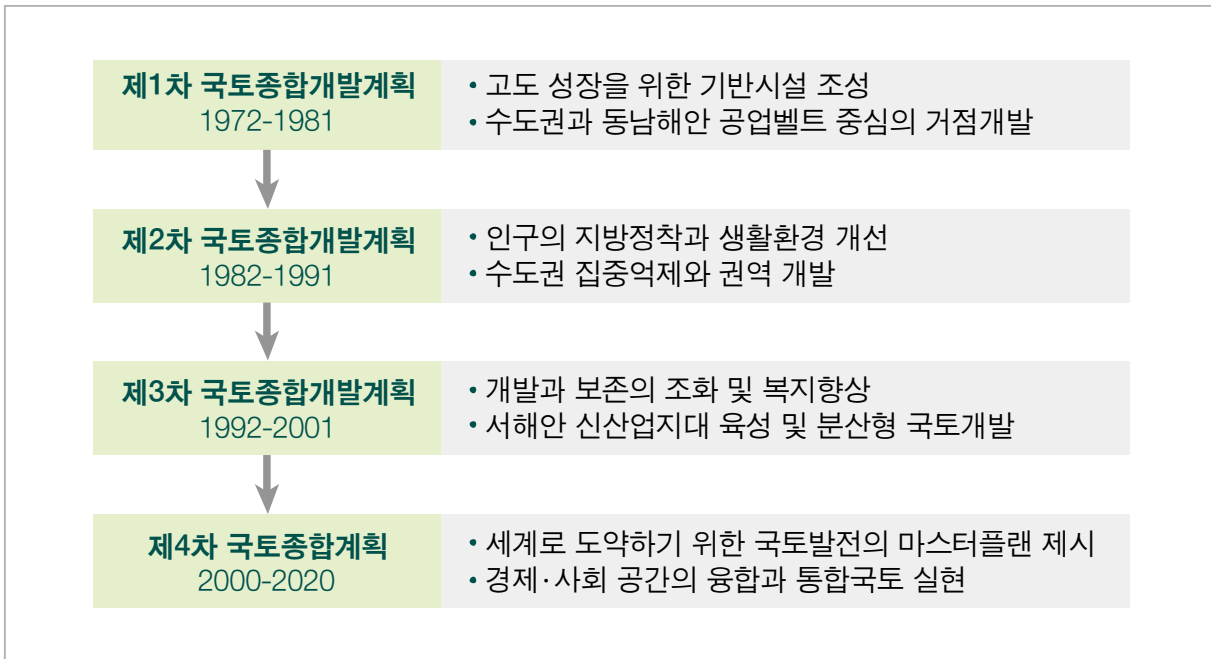 제1차 국토종합개발계획
1972-1981
• 고도 성장을 위한 기반시설 조성
• 수도권과 동남해안 공업벨트 중심의 거점개발
제2차 국토종합개발계획
1982-1991
• 인구의 지방정착과 생활환경 개선
• 수도권 집중억제와 권역 개발
제3차 국토종합개발계획
1992-2001
• 개발과 보존의 조화 및 복지향상
• 서해안 신산업지대 육성 및 분산형 국토개발
제4차 국토종합계획
2000-2020
• 세계로 도약하기 위한 국토발전의 마스터플랜 제시
• 경제·사회 공간의 융합과 통합국토 실현